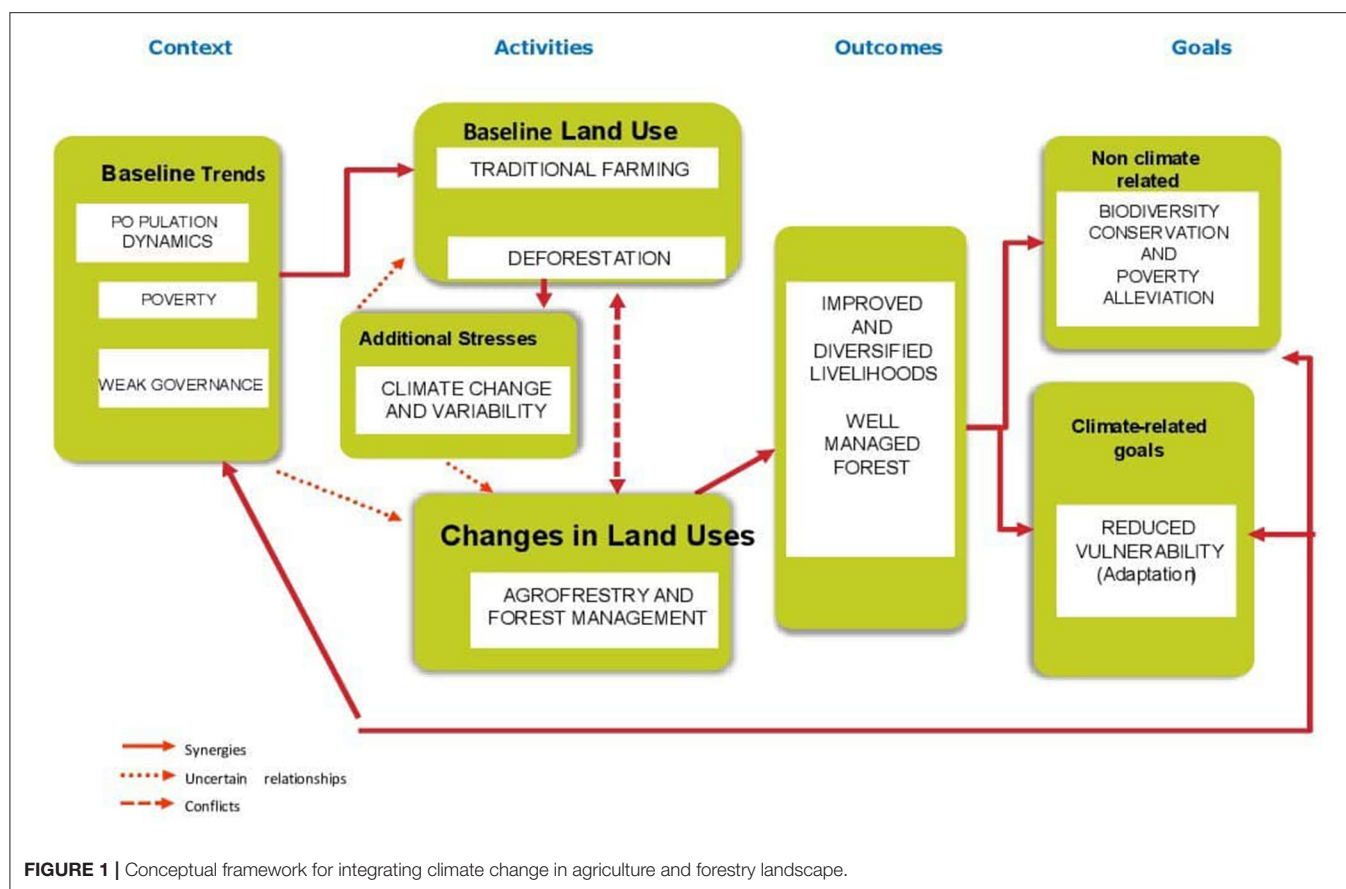 Context
Activities
Outcomes
Goals
Baseline Trends
PO PULATION
DYNAMICS
POVERTY
WEAK GOVERNANCE
Baseline Land Use
TRADITIONAL FARMING
DEFORESTATION
Additional Stresses
CLIMATE CHANGE
AND VARIABILITY
Changes in Land Uses
AGROFRESTRY AND
FOREST MANAGEMENT
IMPROVED
AND
DIVERSIFIED
LIVELIHOODS
WELL
MANAGED
FOREST
Non climate
related
BIODIVERSITY
CONSERVATION
AND
POVERTY
ALLEVIATION
Climate-related
goals
REDUCED
VULNERABILITY
(Adaptation)
Synergies
Uncertain relationships
Conflicts
FIGURE 1 | Conceptual framework for integrating climate change in agriculture and forestry landscape.